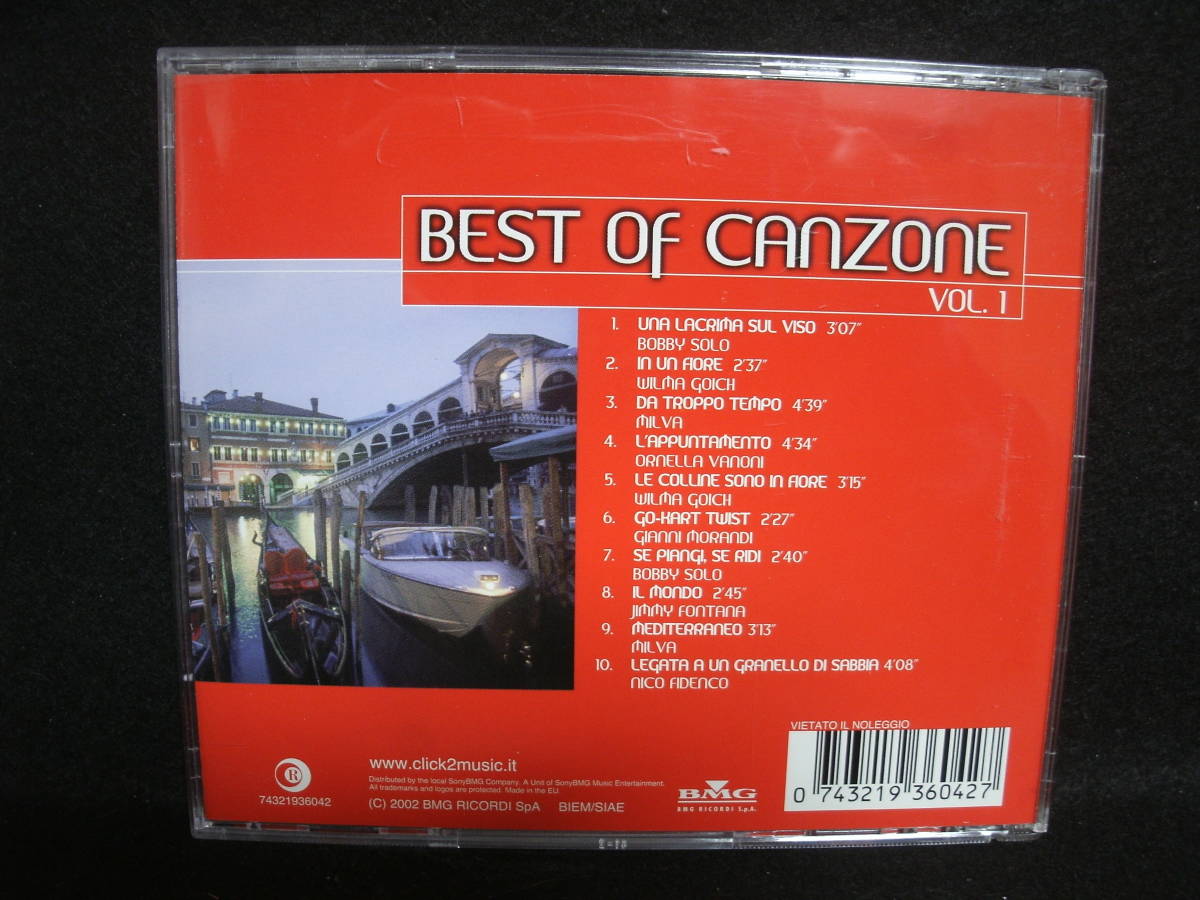 BEST OF CANZONE
VOL. 1
1. UNA LACRIMA SUL VISO 3'07"
BOBBY SOLO
2. IN UN FIORE 2'37"
WILMA GOICH
3. DA TROPPO TEMPO 4'39"
MILVA
4. L'APPUNTAMENTO 4'34"
ORNELLA VANONI
5. LE COLLINE SONO IN FIORE 3'15"
WILMA GOICH
6. GO-KART TWIST 2'27"
GIANNI MORANDI
7. SE PIANGI, SE RIDI 2'40"
BOBBY SOLO
8. IL MONDO 2'45"
JIMMY FONTANA
9. MEDITERRANEO 3'13"
MILVA
10. LEGATA A UN GRANELLO DI SABBIA 4'08"
NICO FIDENCO
VIETATO IL NOLEGGIO
0 743219 360427
R
74321936042
www.click2music.it
Distributed by the local SonyBMG Company. A Unit of SonyBMG Music Entertainment.
All trademarks and logos are protected. Made in the EU.
(C) 2002 BMG RICORDI SpA BIEM/SIAE
BMG
BMG RICORDI S.p.A.